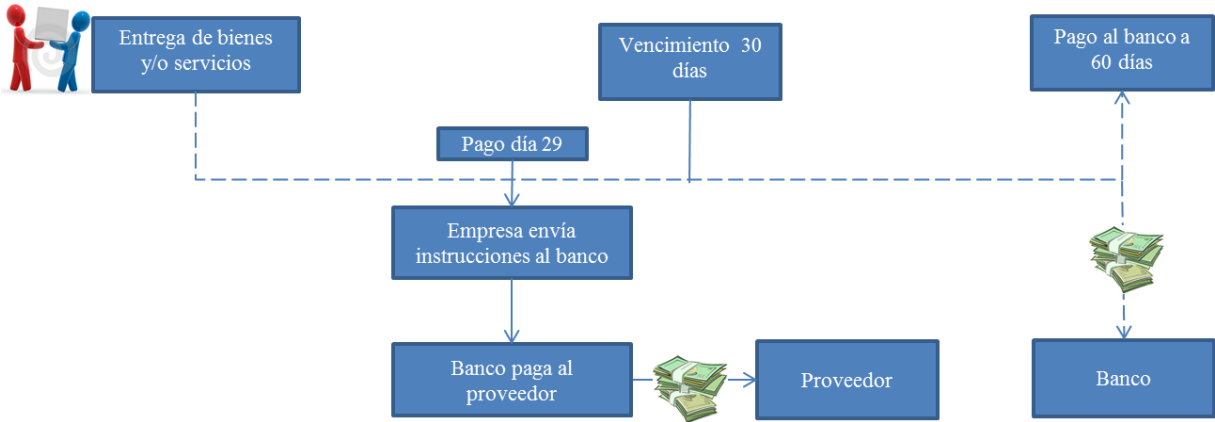 Entrega de bienes
y/o servicios
Vencimiento 30
días
Pago al banco a
60 días
Pago día 29
Empresa envía
instrucciones al banco
Banco paga al
proveedor
Proveedor
Banco